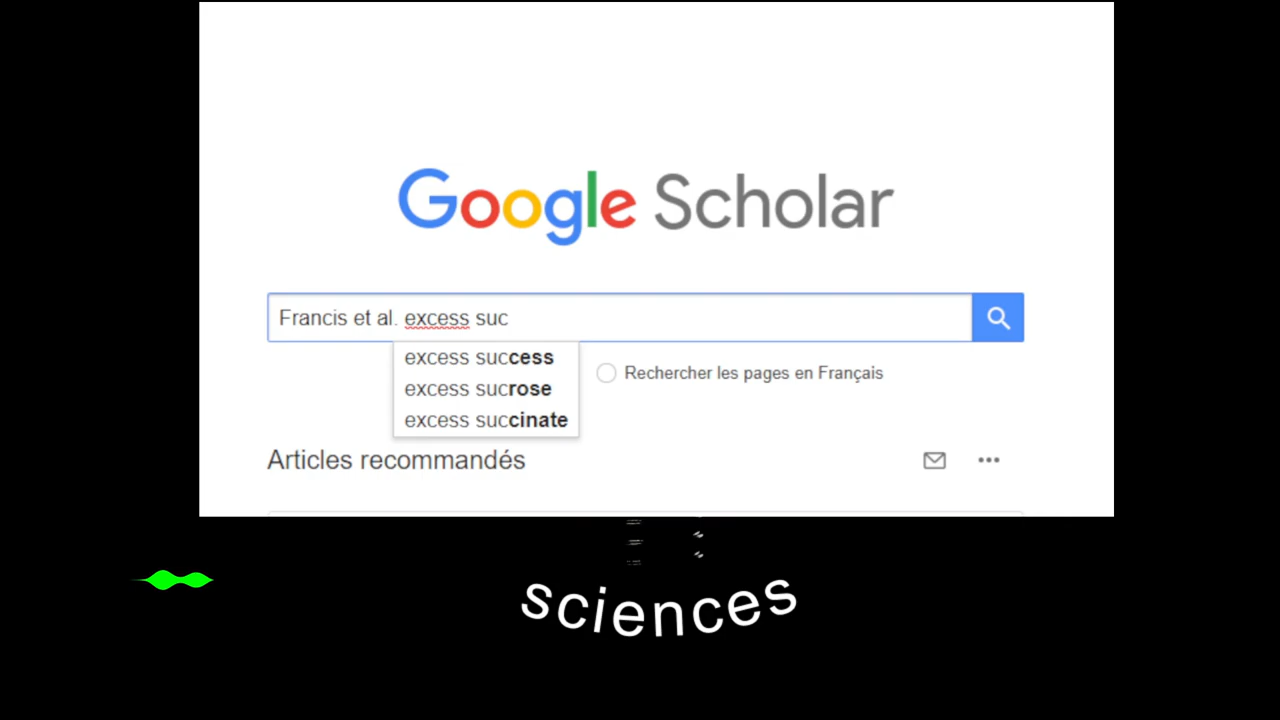 Google Scholar
Francis et al. excess suc
excess success
excess sucrose
excess succinate
Rechercher les pages en Français
Articles recommandés
sciences